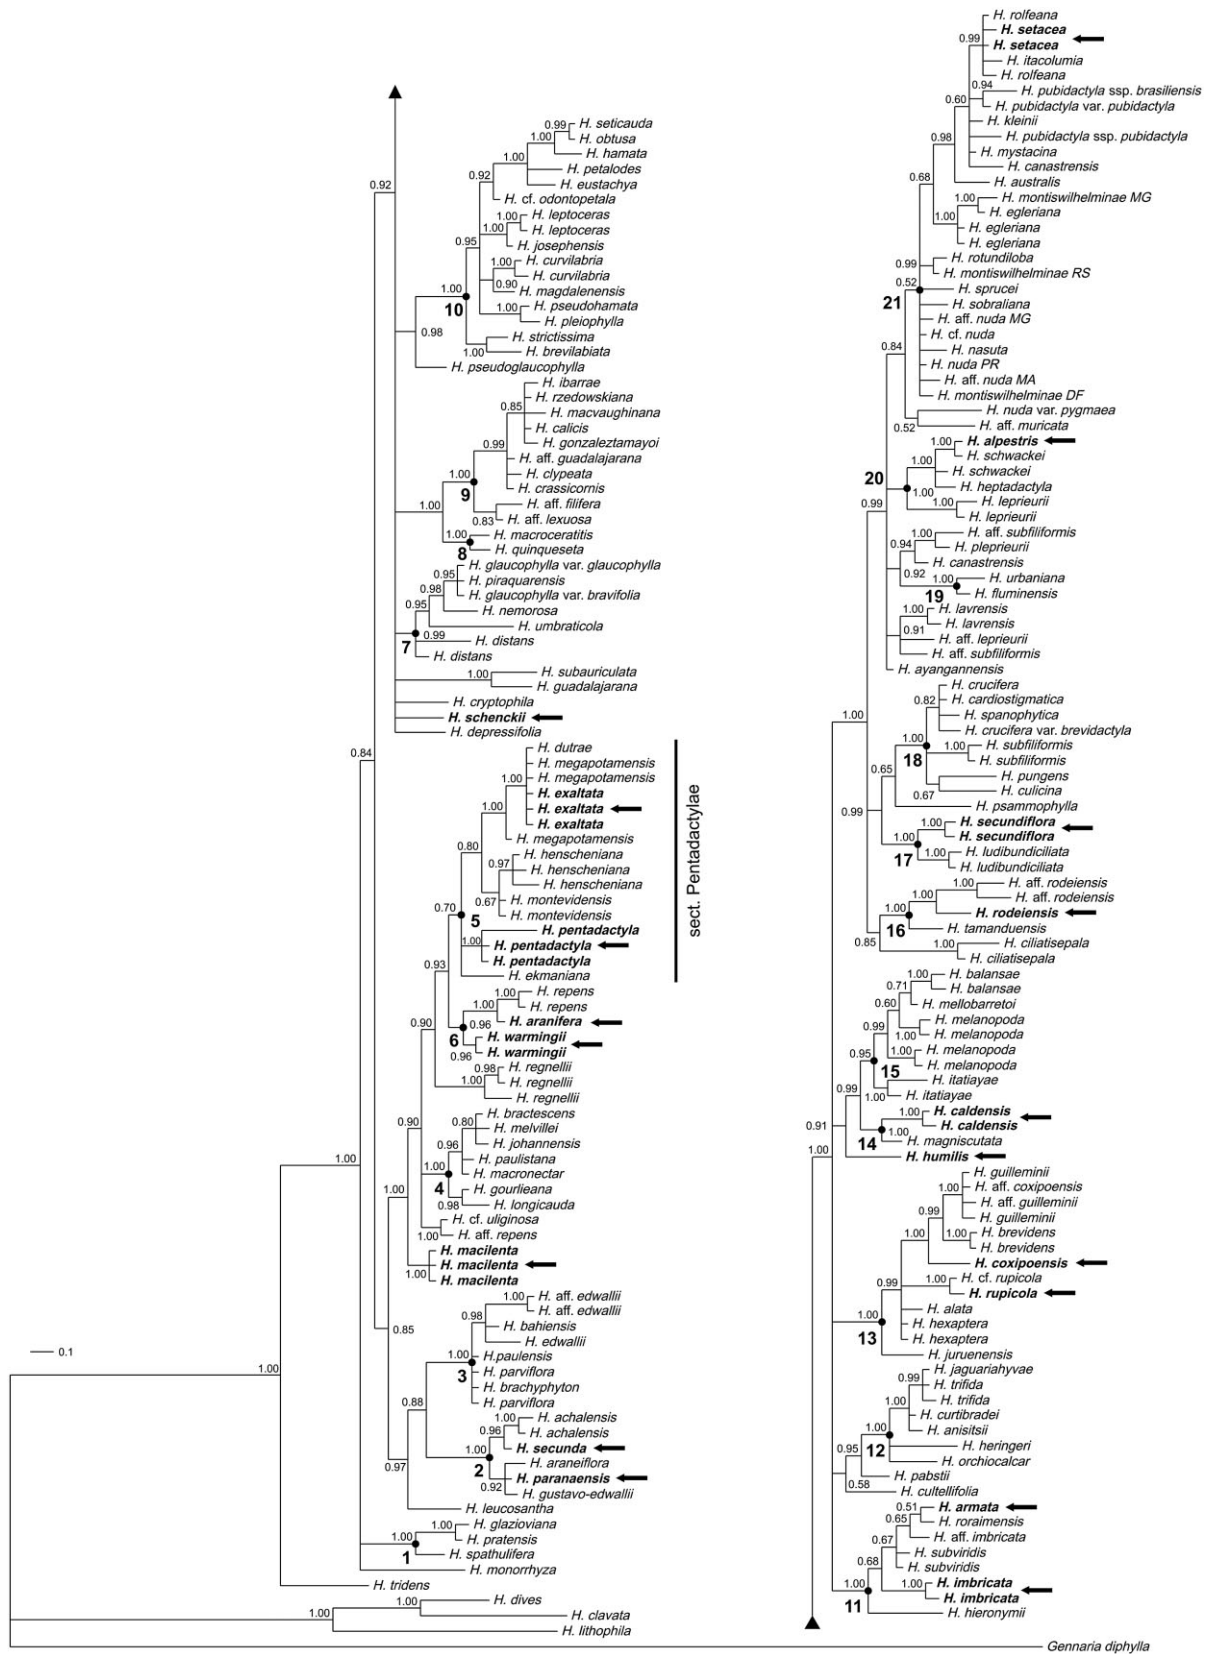 0.92
0.99 H. seticauda
1.00 H. obtusa
H. hamata
1.00
H. petalodes
0.92
H. eustachya
H. cf. odontopetala
1.00 H. leptoceras
1.00 H. leptoceras
0.95 H. josephensis
1.00 H. curvilabria
H. curvilabria
0.90 H. magdalenensis
1.00
10
1.00 H. pseudohamata
H. pleiophylla
0.98
H. strictissima
1.00 H. brevilabiata
H. pseudoglaucophylla
H. ibarrae
H. rzedowskiana
0.85 H. macvaughinana
H. calicis
0.99 H. gonzaleztamayoi
H. aff. guadalajarana
1.00 H. clypeata
9 H. crassicornis
1.00 H. aff. filifera
0.83 H. aff. lexuosa
1.00 H. macroceratitis
8 H. quinqueseta
H. glaucophylla var. glaucophylla
0.95 H. piraquarensis
0.98 H. glaucophylla var. bravifolia
0.95 H. nemorosa
H. umbraticola
7 0.99 H. distans
H. distans
1.00 H. subauriculata
H. guadalajarana
H. cryptophila
H. schenckii
H. depressifolia
0.84
H. dutrae
H. megapotamensis
1.00 H. megapotamensis
H. exaltata
1.00 H. exaltata
H. exaltata
H. megapotamensis
0.80 H. henscheniana
0.97 H. henscheniana
H. henscheniana
0.67 H. montevidensis
0.70 H. montevidensis
5
H. pentadactyla
1.00 H. pentadactyla
H. pentadactyla
0.93 H. ekmaniana
sect. Pentadactylae
1.00 H. repens
1.00 H. repens
0.96 H. aranifera
0.90
6 H. warmingii
0.96 H. warmingii
0.98 H. regnellii
1.00 H. regnellii
H. regnellii
H. bractescens
0.80 H. melvillei
0.90 H. johannensis
0.96 H. paulistana
1.00 H. macronectar
4 H. gourlieana
0.98 H. longicauda
1.00
H. cf. uliginosa
1.00 H. aff. repens
H. macilenta
H. macilenta
1.00 H. macilenta
1.00
0.85
1.00 H. aff. edwallii
H. aff. edwallii
0.98 H. bahiensis
H. edwallii
1.00 H.paulensis
3 H. parviflora
H. brachyphyton
H. parviflora
0.88
1.00 H. achalensis
0.96 H. achalensis
1.00 H. secunda
2 H. araneiflora
0.97 H. paranaensis
0.92 H. gustavo-edwallii
H. leucosantha
1.00 H. glazioviana
1.00 H. pratensis
1 H. spathulifera
H. monorrhyza
0.1
1.00
H. tridens
1.00 H. dives
1.00 H. clavata
H. lithophila
Gennaria diphylla
H. rolfeana
0.99 H. setacea
H. setacea
H. itacolumia
H. rolfeana
0.94 H. pubidactyla ssp. brasiliensis
0.60 H. pubidactyla var. pubidactyla
H. kleinii
0.98 H. pubidactyla ssp. pubidactyla
H. mystacina
H. canastrensis
0.68 H. australis
1.00 H. montiswhilhelminae MG
1.00 H. egleriana
H. egleriana
H. egleriana
0.99 H. rotundiloba
H. montiswhilhelminae RS
0.52 H. sprucei
21 H. sobraliana
H. aff. nuda MG
H. cf. nuda
0.84 H. nasuta
H. nuda PR
H. aff. nuda MA
H. montiswhilhelminae DF
H. nuda var. pygmaea
0.52 H. aff. muricata
1.00 H. alpestris
1.00 H. schwackei
20 H. schwackei
1.00 H. heptadactyla
1.00 H. leprieurii
0.99 H. leprieurii
H. aff. subfiliformis
0.94 H. pleprieurii
0.92 H. canastrensis
1.00 H. urbaniana
19 H. fluminensis
1.00 H. lavrensis
H. lavrensis
0.91 H. aff. leprieurii
H. aff. subfiliformis
H. ayangannensis
H. crucifera
0.82 H. cardiostigmatica
1.00 H. spanophytica
H. crucifera var. brevidactyla
1.00
18 1.00 H. subfiliformis
H. subfiliformis
0.65 H. pungens
0.67 H. culicina
0.99 H. psammophylla
1.00 H. secundiflora
1.00 H. secundiflora
17 1.00 H. ludibundiciliata
H. ludibundiciliata
1.00 H. aff. rodeiensis
1.00 H. aff. rodeiensis
1.00 H. rodeiensis
16 H. tamanduensis
0.85 1.00 H. ciliatisepala
H. ciliatisepala
1.00 H. balansae
0.71 H. balansae
0.60 H. mellobarretoi
0.99 H. melanopoda
1.00 H. melanopoda
0.95 1.00 H. melanopoda
15 H. melanopoda
0.99 H. itatiayae
1.00 H. itatiayae
1.00 H. caldensis
0.91 1.00 H. caldensis
14 H. magniscutata
1.00 H. humilis
H. guilleminii
1.00 H. aff. coxipoensis
0.99 H. aff. guilleminii
H. guilleminii
1.00 1.00 H. brevidens
H. brevidens
H. coxipoensis
0.99 1.00 H. cf. rupicola
H. rupicola
1.00 H. alata
13 H. hexaptera
H. hexaptera
H. juruenensis
0.99 H. jaguariahyvae
H. trifida
1.00 H. trifida
H. curtibradei
1.00 H. anisitsii
12 H. heringeri
0.95 H. orchiocalcar
H. pabstii
0.58 H. cultellifolia
0.51 H. armata
0.65 H. roraimensis
0.67 H. aff. imbricata
H. subviridis
0.68 H. subviridis
1.00 1.00 H. imbricata
11 H. imbricata
H. hieronymii